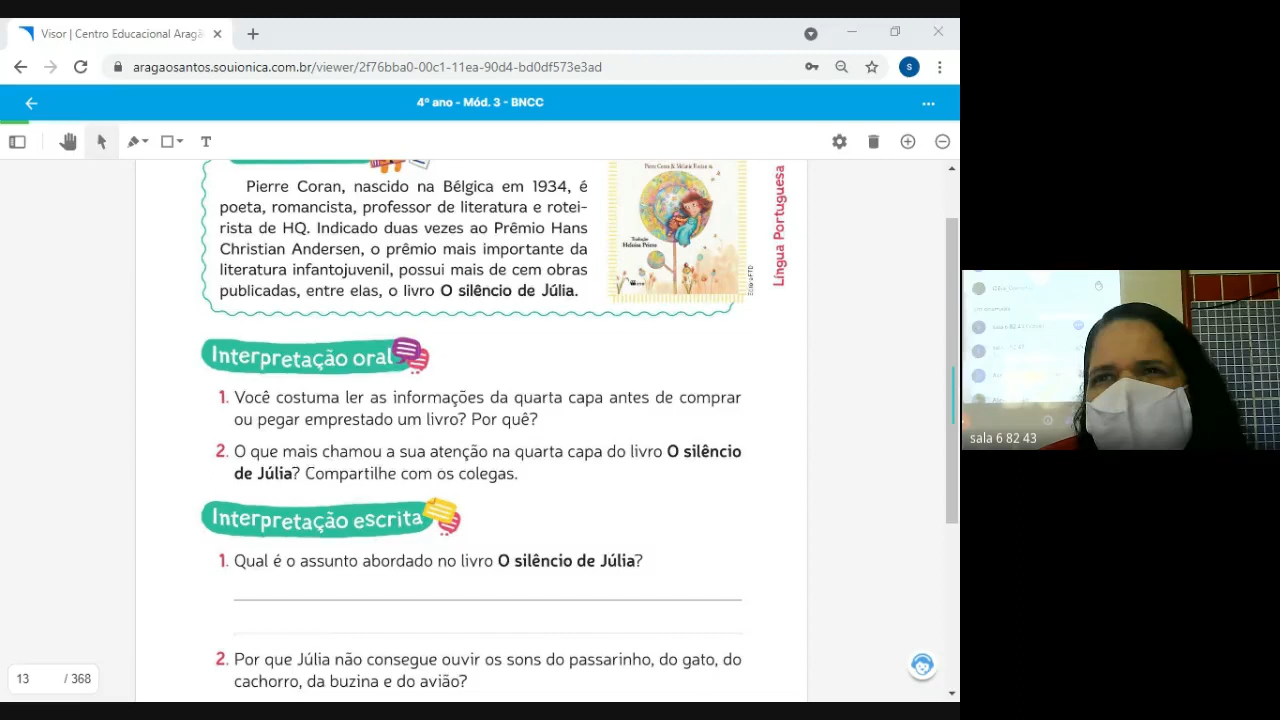 Visor | Centro Educacional Aragã
aragaosantos.souionica.com.br/viewer/2f76bba0-00c1-11ea-90d4-bd0df573e3ad
s
4º ano - Mód. 3 - BNCC
T
Pierre Coran, nascido na Bélgica em 1934, é
poeta, romancista, professor de literatura e rotei-
rista de HQ. Indicado duas vezes ao Prêmio Hans
Christian Andersen, o prêmio mais importante da
literatura infantojuvenil, possui mais de cem obras
publicadas, entre elas, o livro O silêncio de Júlia.
Tradução
Heloisa Prieto
Língua Portuguesa
Interpretação oral
1. Você costuma ler as informações da quarta capa antes de comprar
ou pegar emprestado um livro? Por quê?
2. O que mais chamou a sua atenção na quarta capa do livro O silêncio
de Júlia? Compartilhe com os colegas.
Interpretação escrita
1. Qual é o assunto abordado no livro O silêncio de Júlia?
2. Por que Júlia não consegue ouvir os sons do passarinho, do gato, do
cachorro, da buzina e do avião?
13 / 368
sala 6 82 43